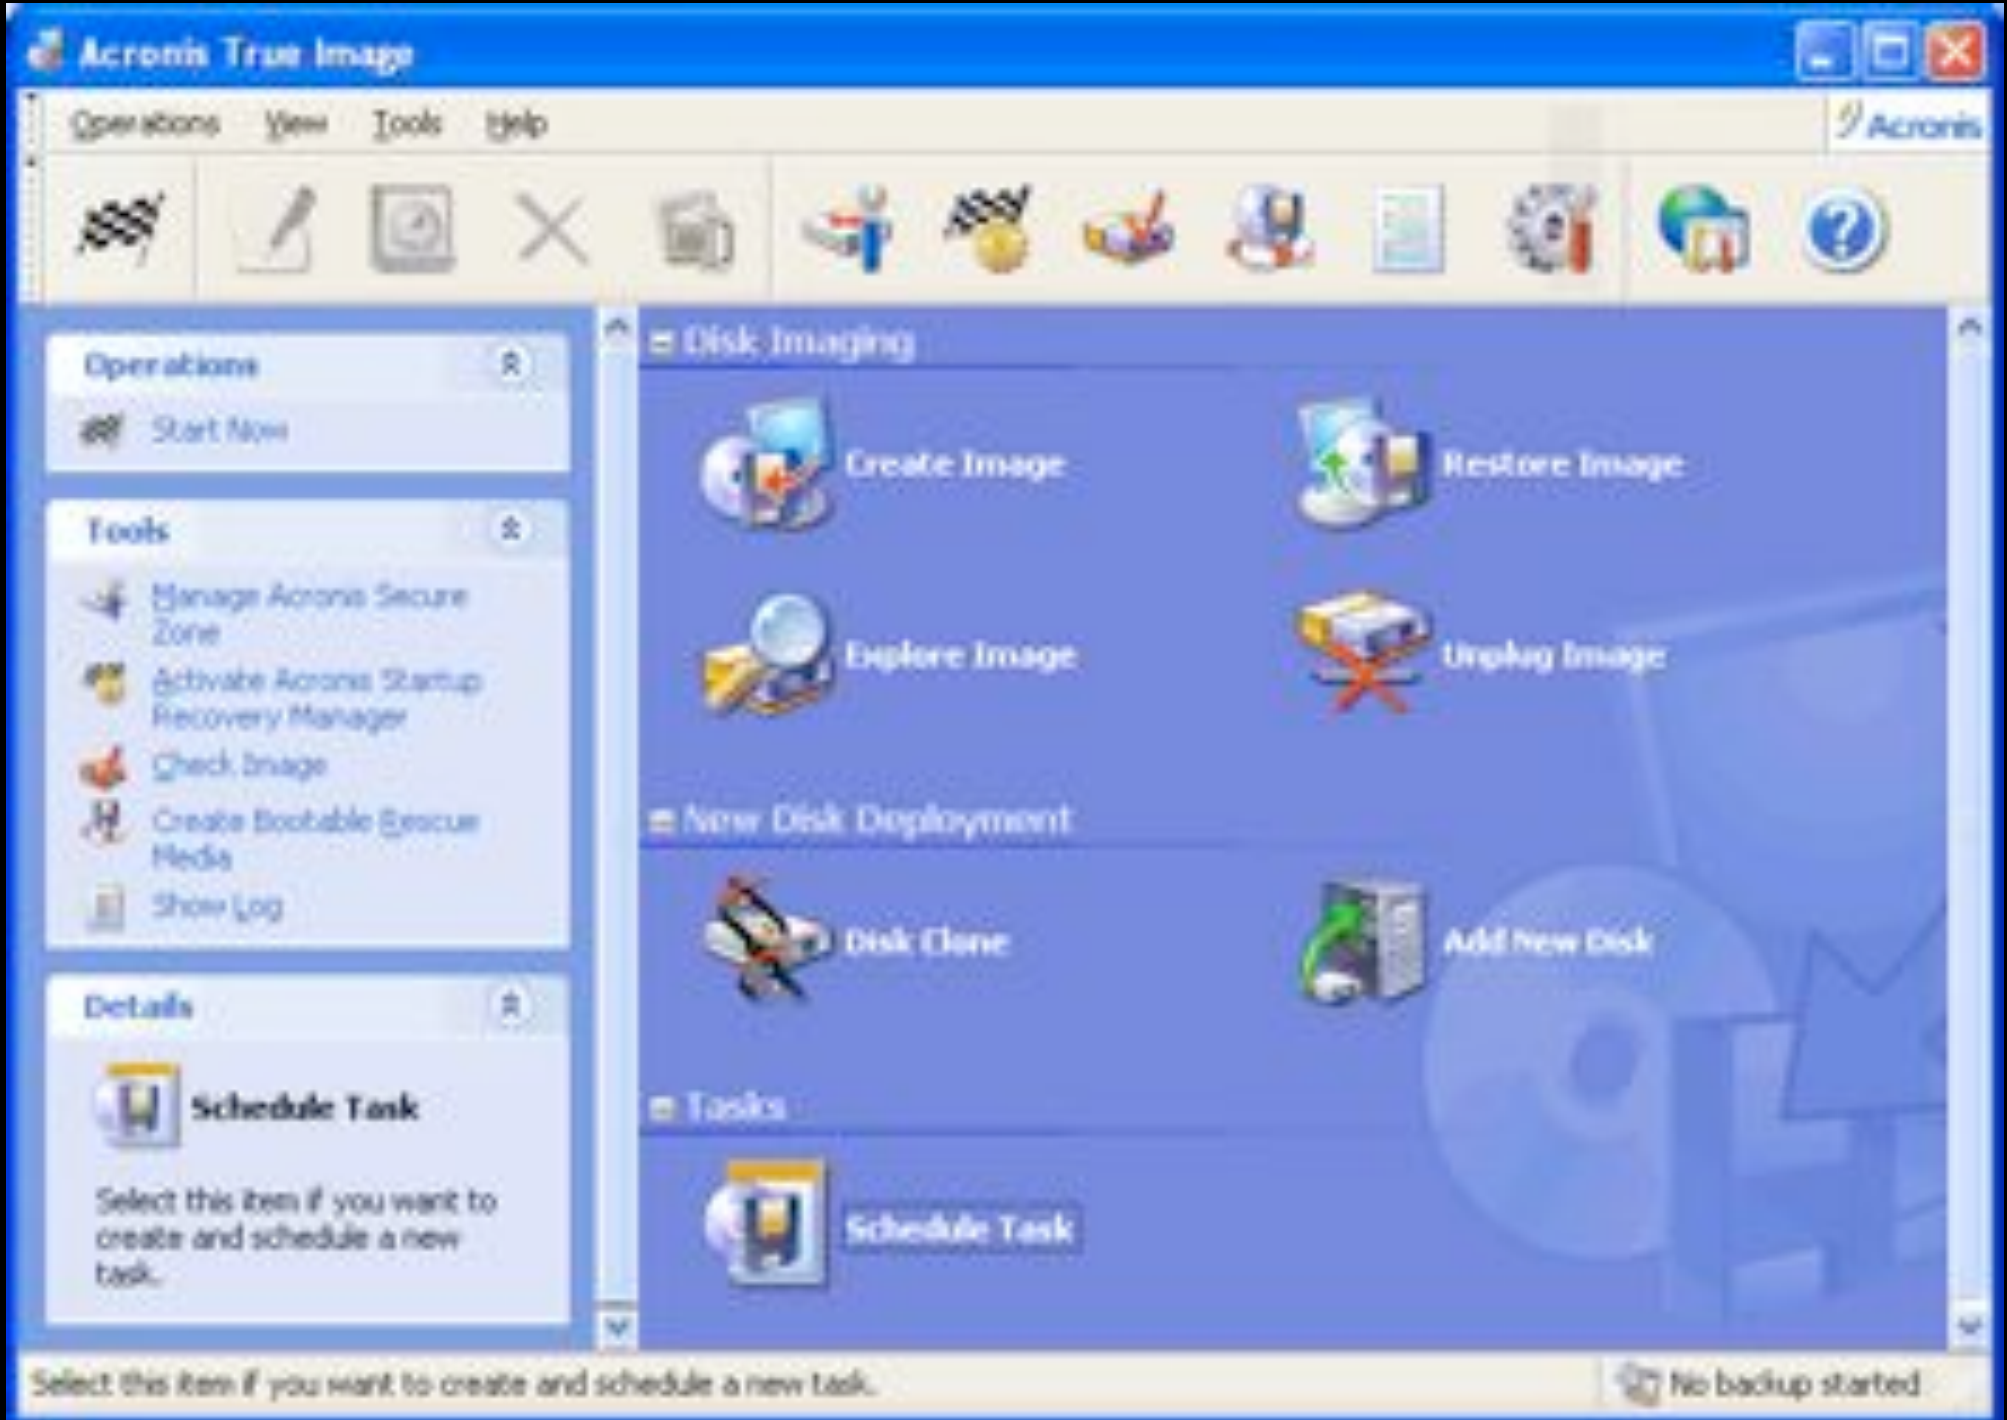 Acronis True Image
Operations View Tools Help
Acronis
Operations
Start Now
Tools
Manage Acronis Secure
Zone
Activate Acronis Startup
Recovery Manager
Check Image
Create Bootable Rescue
Media
Show Log
Details
Schedule Task
Select this item if you want to
create and schedule a new
task.
Disk Imaging
Create Image
Restore Image
Explore Image
Unplug Image
New Disk Deployment
Disk Clone
Add New Disk
Tasks
Schedule Task
Select this item if you want to create and schedule a new task.
No backup started